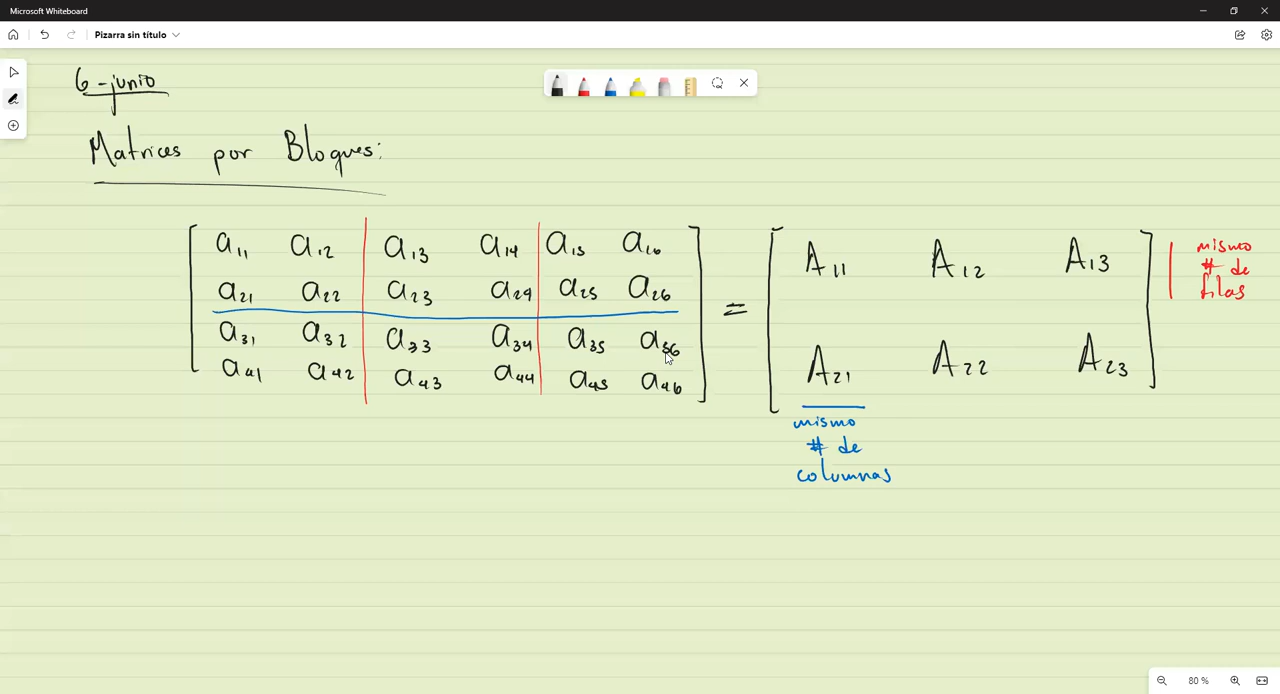 Microsoft Whiteboard
Pizarra sin título
6-junio
Matrices por Bloques:
a11 a12 a13 a14 a15 a16 A11 A12 A13 mismo
# de
a21 a22 a23 a24 a25 a26 filas
=
a31 a32 a33 a34 a35 a36 A21 A22 A23
a41 a42 a43 a44 a45 a46
mismo
# de
columnas
80 %